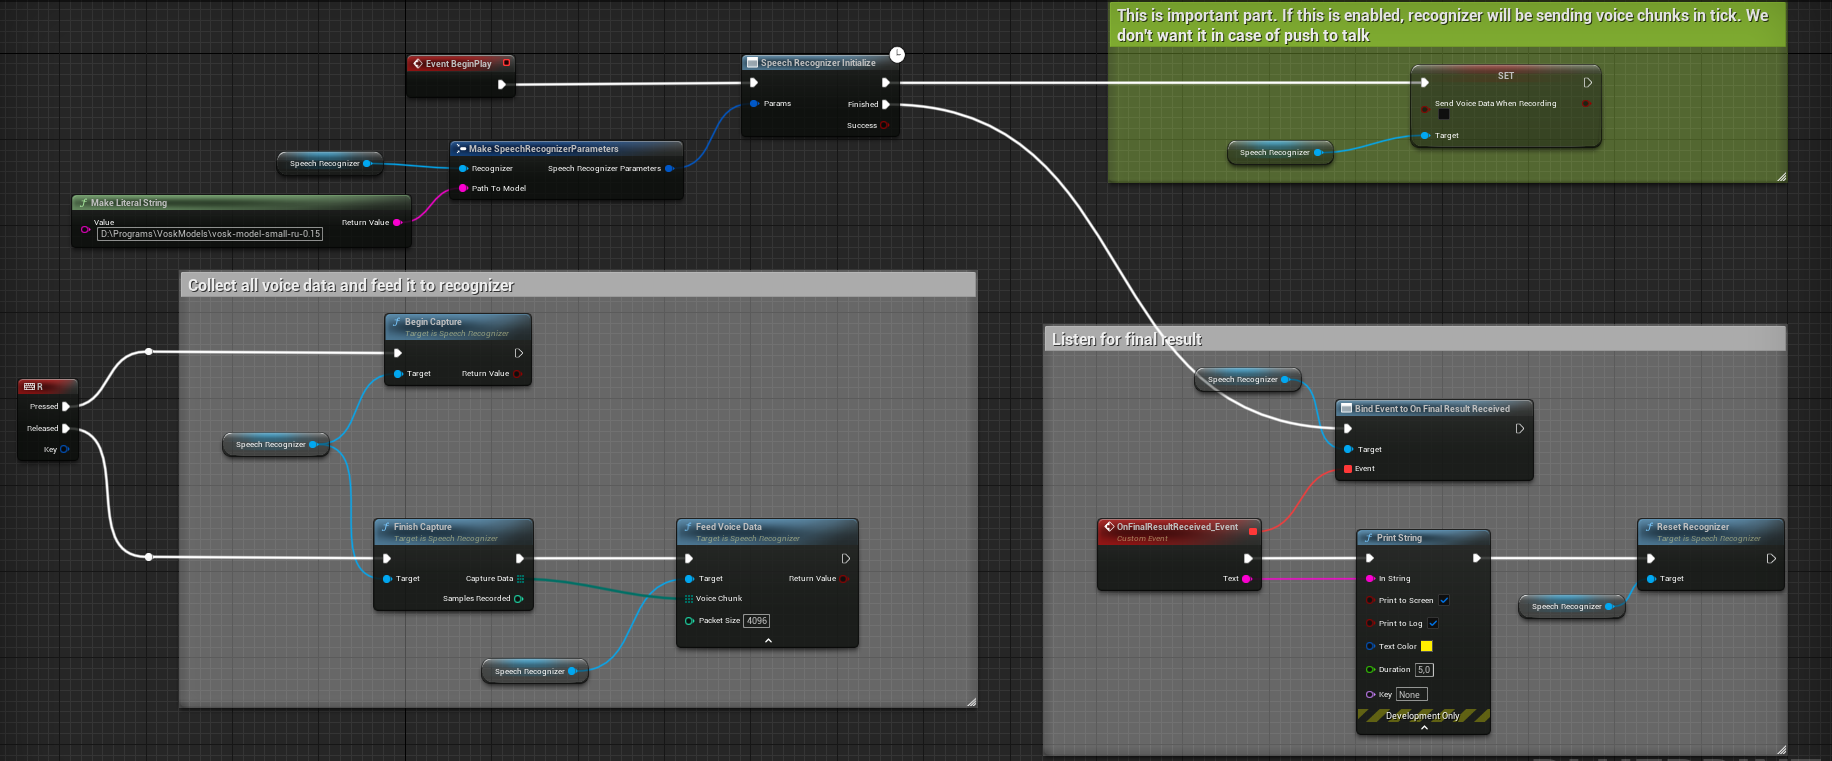 This is important part. If this is enabled, recognizer will be sending voice chunks in tick. We
don't want it in case of push to talk
Event BeginPlay
Speech Recognizer Initialize
Params
Finished
Success
SET
Send Voice Data When Recording
Target
Speech Recognizer
Speech Recognizer
Make SpeechRecognizerParameters
Recognizer
Speech Recognizer Parameters
Path To Model
Make Literal String
Value
Return Value
D:\Programs\VoskModels\vosk-model-small-ru-0.15
Collect all voice data and feed it to recognizer
Begin Capture
Target is Speech Recognizer
Target
Return Value
R
Pressed
Released
Key
Speech Recognizer
Finish Capture
Target is Speech Recognizer
Target
Capture Data
Samples Recorded
Feed Voice Data
Target is Speech Recognizer
Target
Return Value
Voice Chunk
Packet Size 4096
Speech Recognizer
Listen for final result
Speech Recognizer
Bind Event to On Final Result Received
Target
Event
OnFinalResultReceived_Event
Custom Event
Text
Print String
In String
Print to Screen
Print to Log
Text Color
Duration 5,0
Key None
Development Only
Reset Recognizer
Target is Speech Recognizer
Target
Speech Recognizer